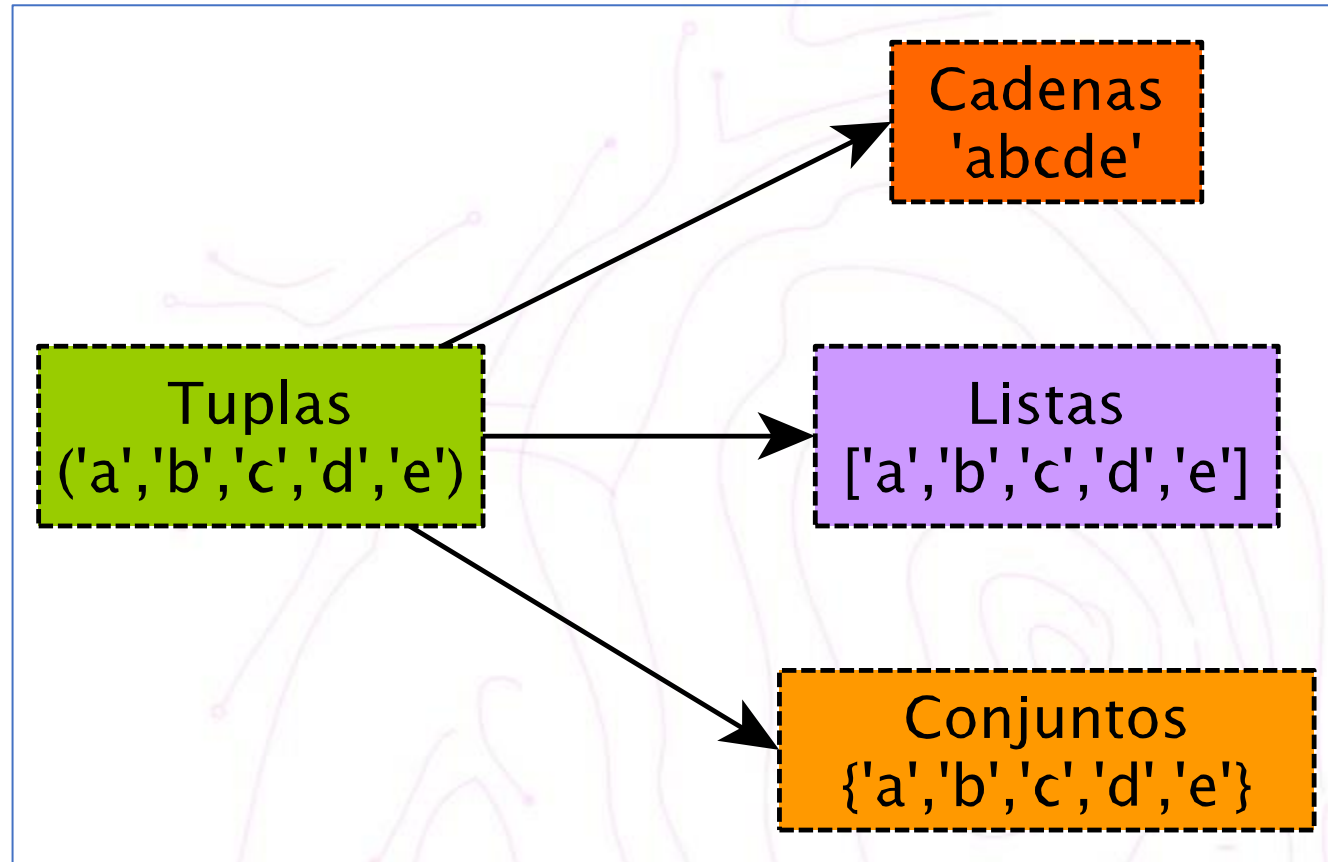 Cadenas
'abcde'
Tuplas
('a','b','c','d','e')
Listas
['a','b','c','d','e']
Conjuntos
{'a','b','c','d','e'}